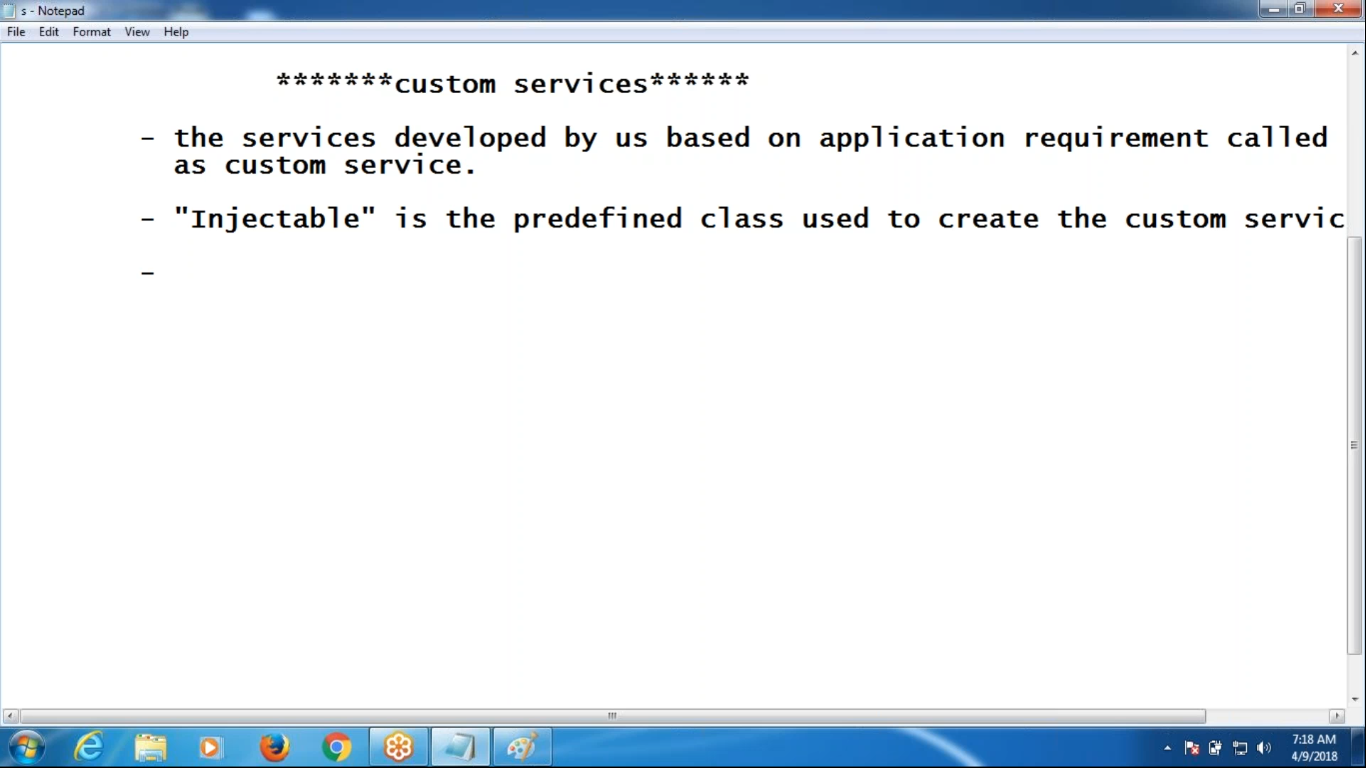 s - Notepad
File Edit Format View Help
*******custom services******
- the services developed by us based on application requirement called
as custom service.
- "Injectable" is the predefined class used to create the custom servic
-
7:18 AM
4/9/2018